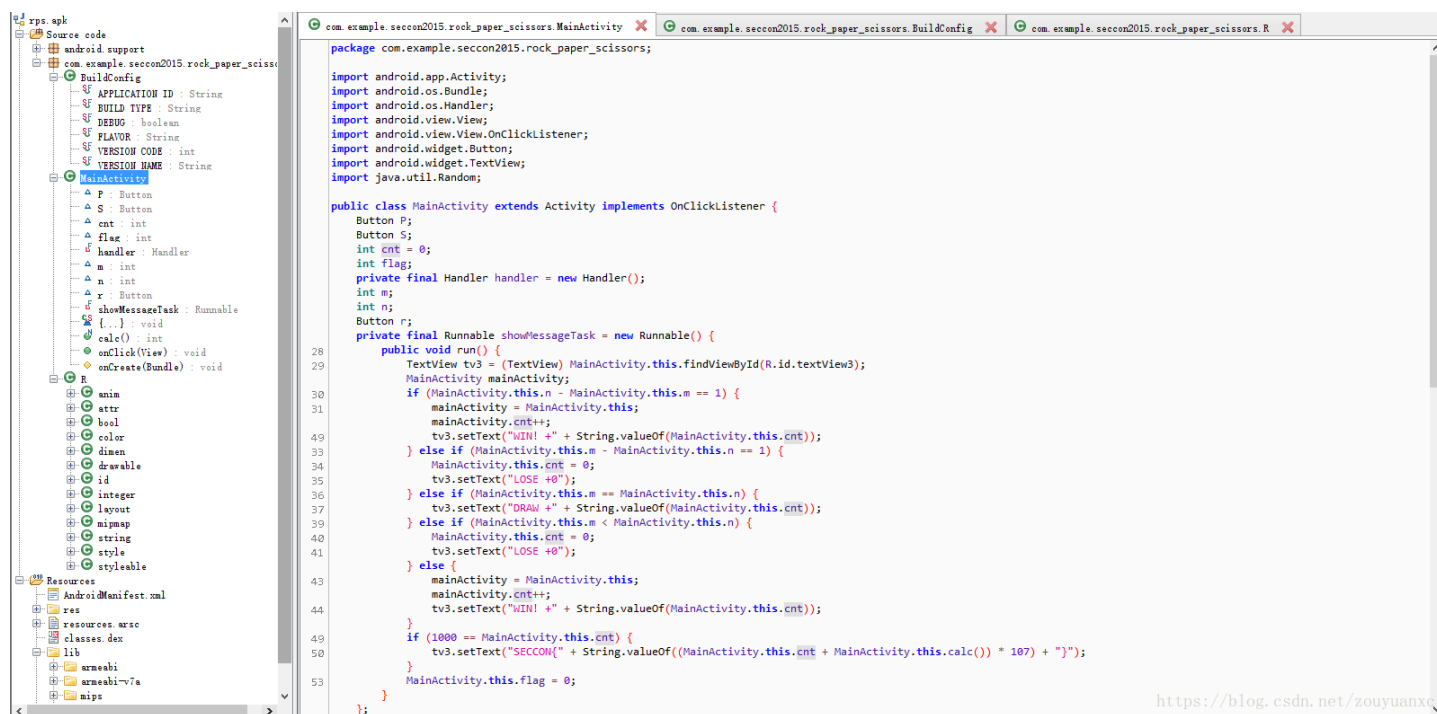 rps.apk
Source code
android.support
com.example.seccon2015.rock_paper_scisso
BuildConfig
APPLICATION_ID : String
BUILD_TYPE : String
DEBUG : boolean
FLAVOR : String
VERSION_CODE : int
VERSION_NAME : String
MainActivity
P : Button
S : Button
cnt : int
flag : int
handler : Handler
m : int
n : int
r : Button
showMessageTask : Runnable
{...} : void
calc() : int
onClick(View) : void
onCreate(Bundle) : void
R
anim
attr
bool
color
dimen
drawable
id
integer
layout
mipmap
string
style
styleable
Resources
AndroidManifest.xml
res
resources.arsc
classes.dex
lib
armeabi
armeabi-v7a
mips
com.example.seccon2015.rock_paper_scissors.MainActivity
com.example.seccon2015.rock_paper_scissors.BuildConfig
com.example.seccon2015.rock_paper_scissors.R
package com.example.seccon2015.rock_paper_scissors;
import android.app.Activity;
import android.os.Bundle;
import android.os.Handler;
import android.view.View;
import android.view.View.OnClickListener;
import android.widget.Button;
import android.widget.TextView;
import java.util.Random;
public class MainActivity extends Activity implements OnClickListener {
Button P;
Button S;
int cnt = 0;
int flag;
private final Handler handler = new Handler();
int m;
int n;
Button r;
private final Runnable showMessageTask = new Runnable() {
28 public void run() {
29 TextView tv3 = (TextView) MainActivity.this.findViewById(R.id.textView3);
MainActivity mainActivity;
30 if (MainActivity.this.n - MainActivity.this.m == 1) {
31 mainActivity = MainActivity.this;
mainActivity.cnt++;
49 tv3.setText("WIN! +" + String.valueOf(MainActivity.this.cnt));
33 } else if (MainActivity.this.m - MainActivity.this.n == 1) {
34 MainActivity.this.cnt = 0;
35 tv3.setText("LOSE +0");
36 } else if (MainActivity.this.m == MainActivity.this.n) {
37 tv3.setText("DRAW +" + String.valueOf(MainActivity.this.cnt));
39 } else if (MainActivity.this.m < MainActivity.this.n) {
40 MainActivity.this.cnt = 0;
41 tv3.setText("LOSE +0");
} else {
43 mainActivity = MainActivity.this;
mainActivity.cnt++;
44 tv3.setText("WIN! +" + String.valueOf(MainActivity.this.cnt));
}
49 if (1000 == MainActivity.this.cnt) {
50 tv3.setText("SECCON{" + String.valueOf((MainActivity.this.cnt + MainActivity.this.calc()) * 107) + "}");
}
53 MainActivity.this.flag = 0;
}
};
https://blog.csdn.net/zouyuanxc